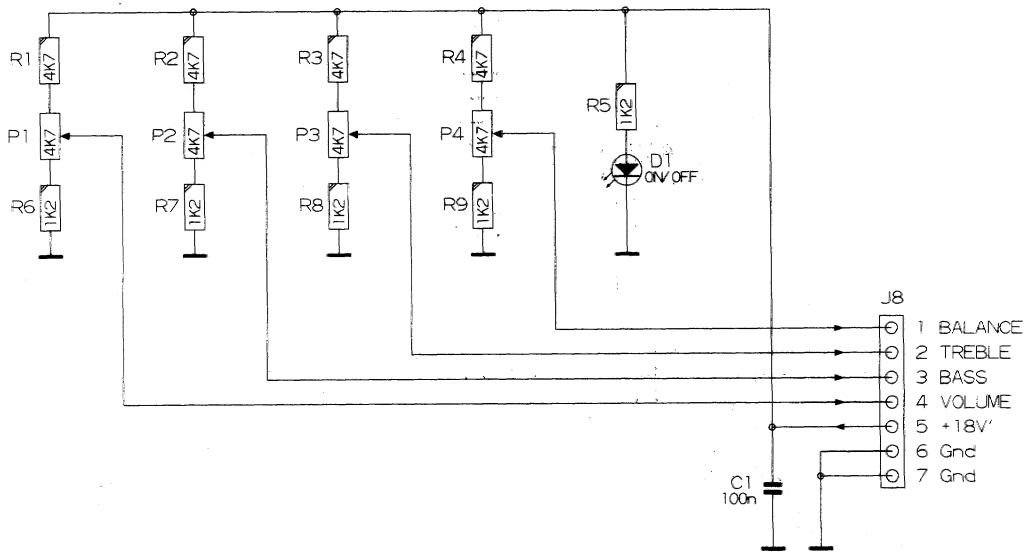 R1 4K7
R2 4K7
R3 4K7
R4 4K7
R5 1K2
P1 4K7
P2 4K7
P3 4K7
P4 4K7
D1
ON/OFF
R6 1K2
R7 1K2
R8 1K2
R9 1K2
J8
1 BALANCE
2 TREBLE
3 BASS
4 VOLUME
5 +18V'
6 Gnd
7 Gnd
C1
100n